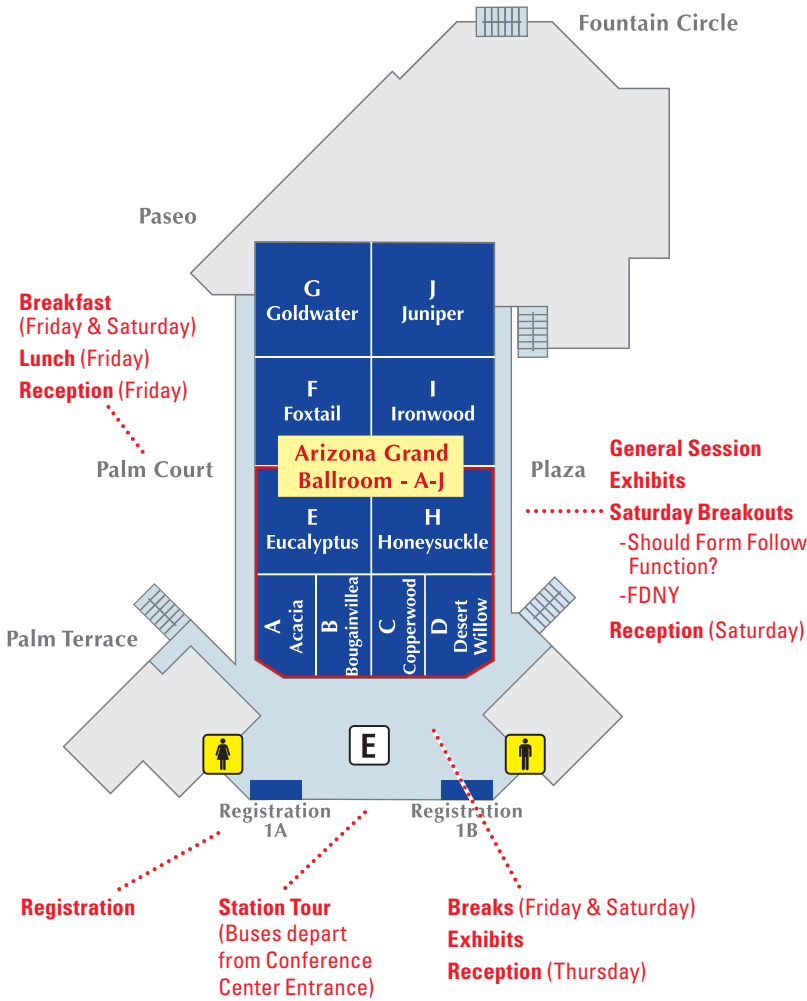 Fountain Circle
Paseo
G
Goldwater
J
Juniper
Breakfast
(Friday & Saturday)
Lunch (Friday)
Reception (Friday)
F
Foxtail
I
Ironwood
Arizona Grand
Ballroom - A-J
Palm Court
Plaza
General Session
Exhibits
Saturday Breakouts
-Should Form Follow
Function?
-FDNY
Reception (Saturday)
E
Eucalyptus
H
Honeysuckle
A
Acacia
B
Bougainvillea
C
Copperwood
D
Desert
Willow
Palm Terrace
E
Registration
1A
Registration
1B
Registration
Station Tour
(Buses depart
from Conference
Center Entrance)
Breaks (Friday & Saturday)
Exhibits
Reception (Thursday)